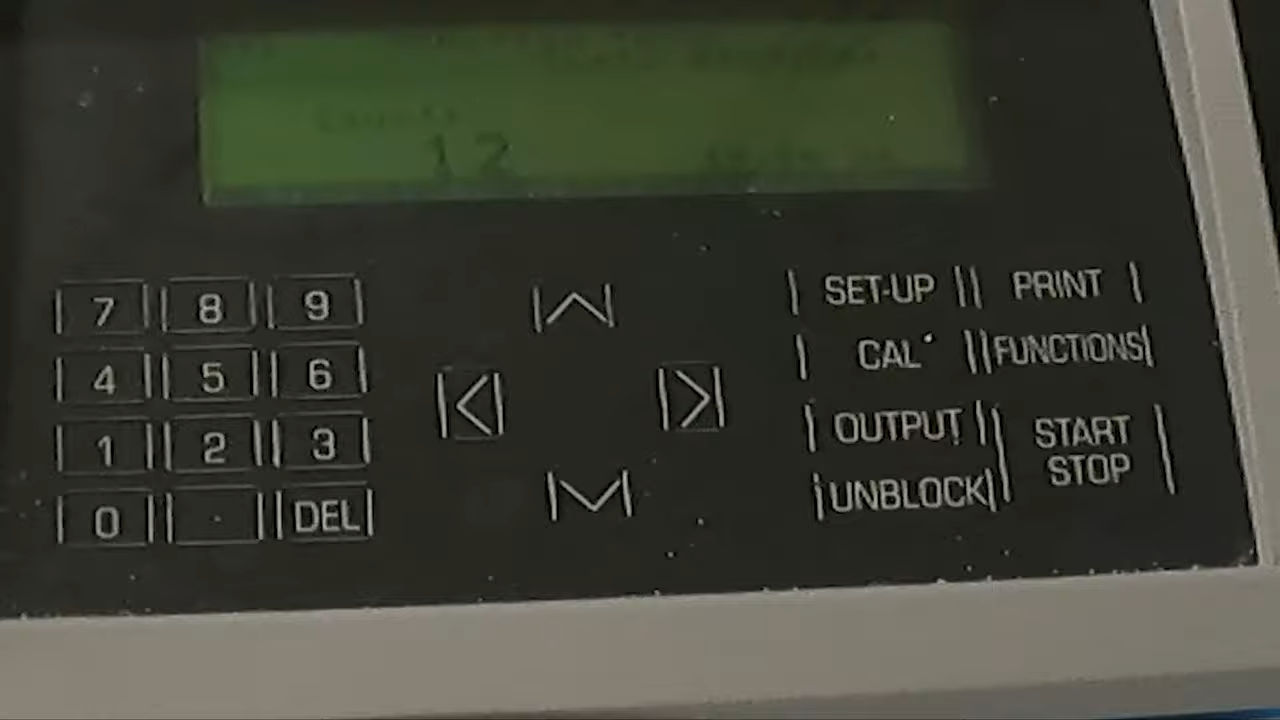 12
7 8 9
4 5 6
1 2 3
0 . DEL
SET-UP PRINT
CAL FUNCTIONS
OUTPUT START
STOP
UNBLOCK